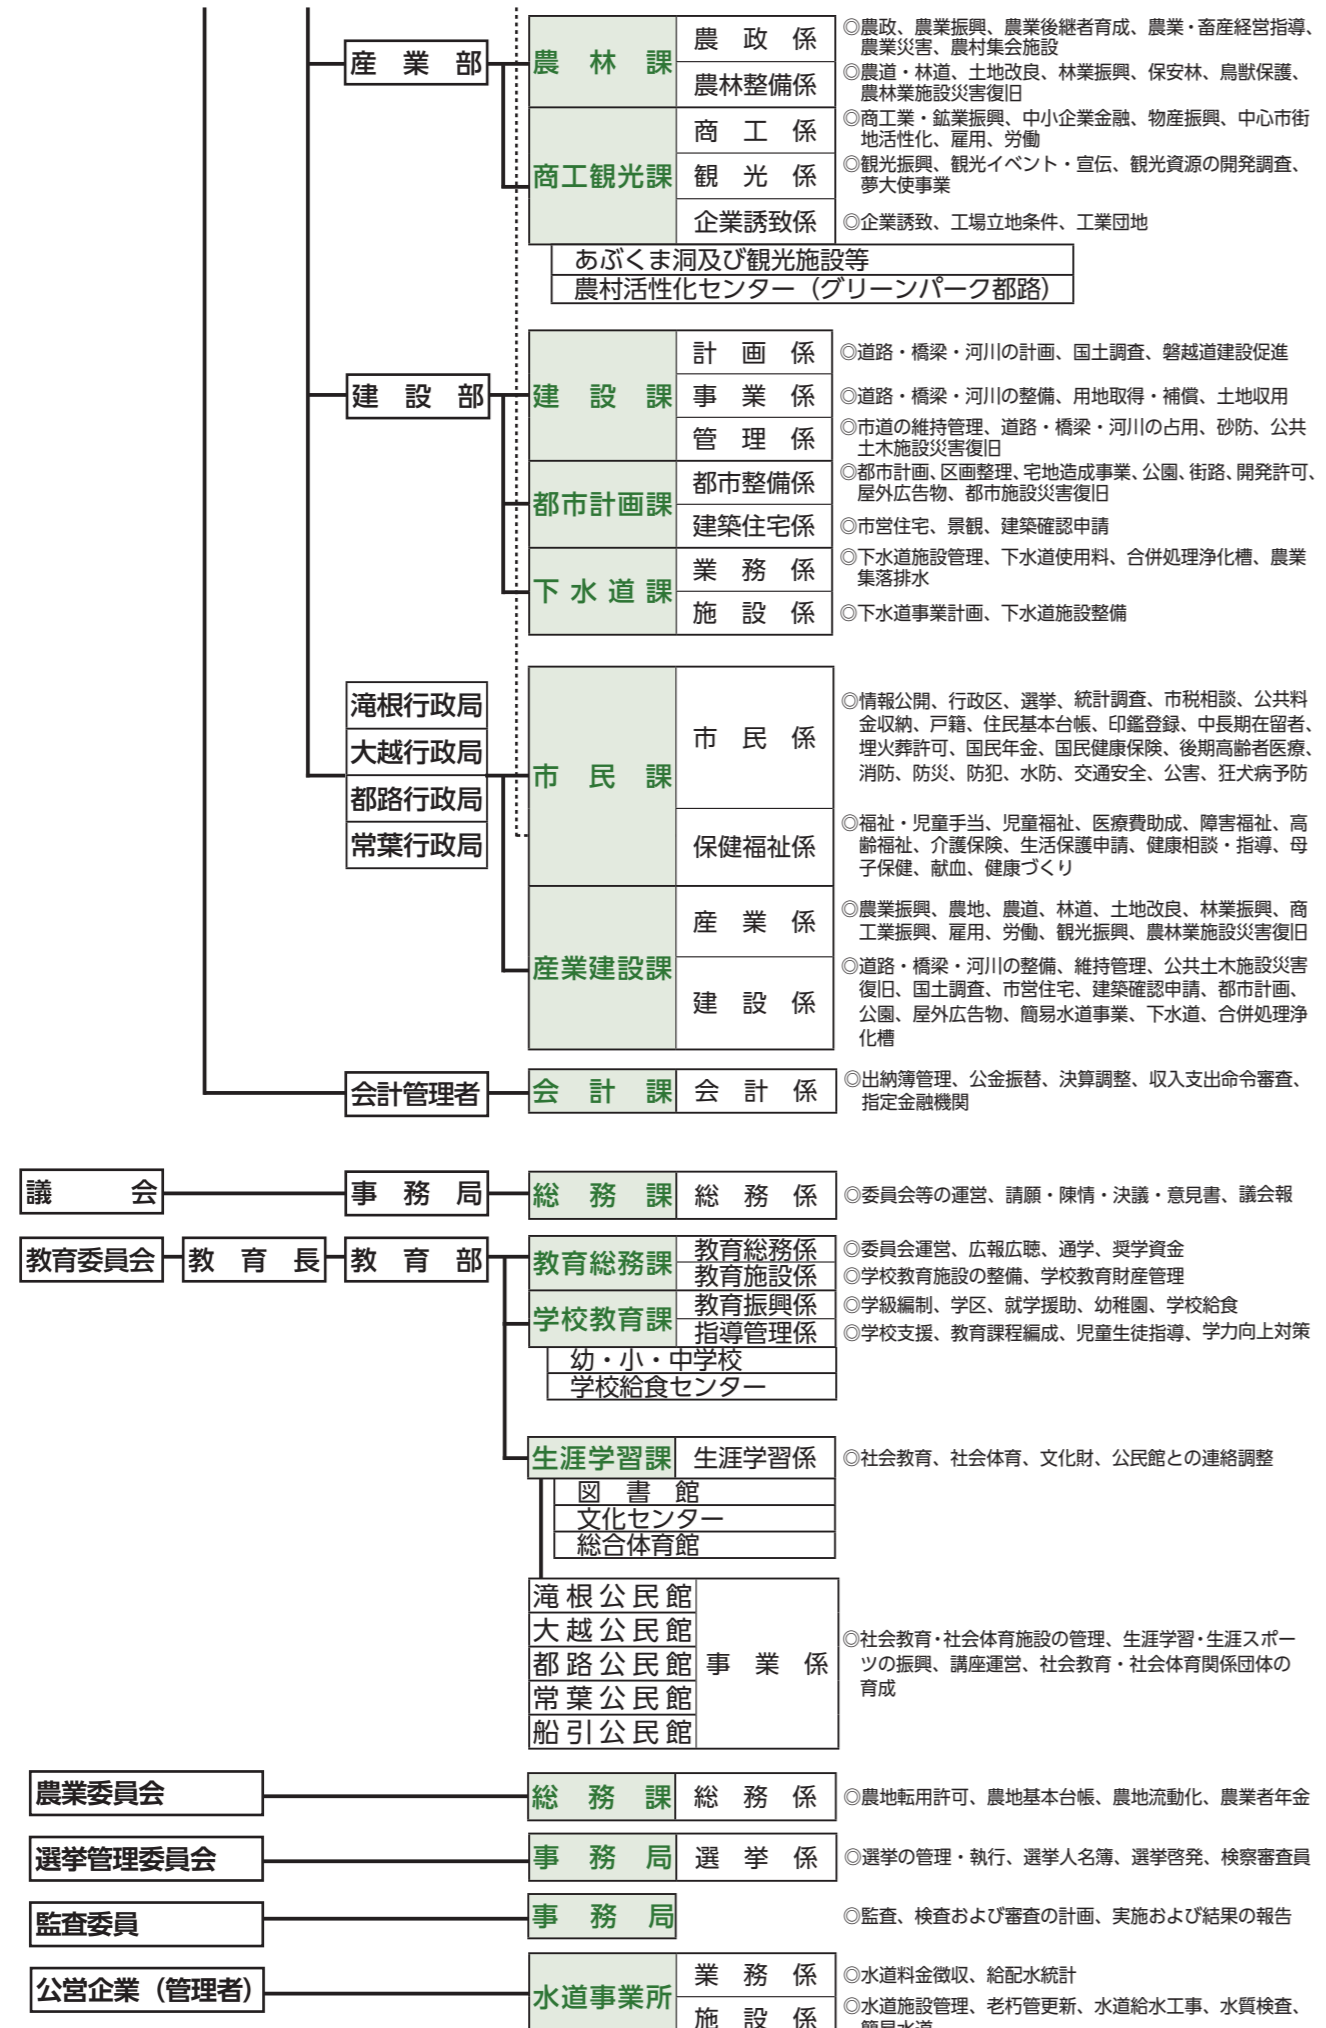 産業部
農林課
農政係
◎農政、農業振興、農業後継者育成、農業・畜産経営指導、
農業災害、農村集会施設
農林整備係
◎農道・林道、土地改良、林業振興、保安林、鳥獣保護、
農林業施設災害復旧
商工観光課
商工係
◎商工業・鉱業振興、中小企業金融、物産振興、中心市街
地活性化、雇用、労働
観光係
◎観光振興、観光イベント・宣伝、観光資源の開発調査、
夢大使事業
企業誘致係
◎企業誘致、工場立地条件、工業団地
あぶくま洞及び観光施設等
農村活性化センター（グリーンパーク都路）
建設部
建設課
計画係
◎道路・橋梁・河川の計画、国土調査、磐越道建設促進
事業係
◎道路・橋梁・河川の整備、用地取得・補償、土地収用
管理係
◎市道の維持管理、道路・橋梁・河川の占用、砂防、公共
土木施設災害復旧
都市計画課
都市整備係
◎都市計画、区画整理、宅地造成事業、公園、街路、開発許可、
屋外広告物、都市施設災害復旧
建築住宅係
◎市営住宅、景観、建築確認申請
下水道課
業務係
◎下水道施設管理、下水道使用料、合併処理浄化槽、農業
集落排水
施設係
◎下水道事業計画、下水道施設整備
滝根行政局
大越行政局
都路行政局
常葉行政局
市民課
市民係
◎情報公開、行政区、選挙、統計調査、市税相談、公共料
金収納、戸籍、住民基本台帳、印鑑登録、中長期在留者、
埋火葬許可、国民年金、国民健康保険、後期高齢者医療、
消防、防災、防犯、水防、交通安全、公害、狂犬病予防
保健福祉係
◎福祉・児童手当、児童福祉、医療費助成、障害福祉、高
齢福祉、介護保険、生活保護申請、健康相談・指導、母
子保健、献血、健康づくり
産業建設課
産業係
◎農業振興、農地、農道、林道、土地改良、林業振興、商
工業振興、雇用、労働、観光振興、農林業施設災害復旧
建設係
◎道路・橋梁・河川の整備、維持管理、公共土木施設災害
復旧、国土調査、市営住宅、建築確認申請、都市計画、
公園、屋外広告物、簡易水道事業、下水道、合併処理浄
化槽
会計管理者
会計課
会計係
◎出納簿管理、公金振替、決算調整、収入支出命令審査、
指定金融機関
議会
事務局
総務課
総務係
◎委員会等の運営、請願・陳情・決議・意見書、議会報
教育委員会
教育長
教育部
教育総務課
教育総務係
◎委員会運営、広報広聴、通学、奨学資金
教育施設係
◎学校教育施設の整備、学校教育財産管理
学校教育課
教育振興係
◎学級編制、学区、就学援助、幼稚園、学校給食
指導管理係
◎学校支援、教育課程編成、児童生徒指導、学力向上対策
幼・小・中学校
学校給食センター
生涯学習課
生涯学習係
◎社会教育、社会体育、文化財、公民館との連絡調整
図書館
文化センター
総合体育館
滝根公民館
大越公民館
都路公民館
常葉公民館
船引公民館
事業係
◎社会教育・社会体育施設の管理、生涯学習・生涯スポー
ツの振興、講座運営、社会教育・社会体育関係団体の
育成
農業委員会
総務課
総務係
◎農地転用許可、農地基本台帳、農地流動化、農業者年金
選挙管理委員会
事務局
選挙係
◎選挙の管理・執行、選挙人名簿、選挙啓発、検察審査員
監査委員
事務局
◎監査、検査および審査の計画、実施および結果の報告
公営企業（管理者）
水道事業所
業務係
◎水道料金徴収、給配水統計
施設係
◎水道施設管理、老朽管更新、水道給水工事、水質検査、